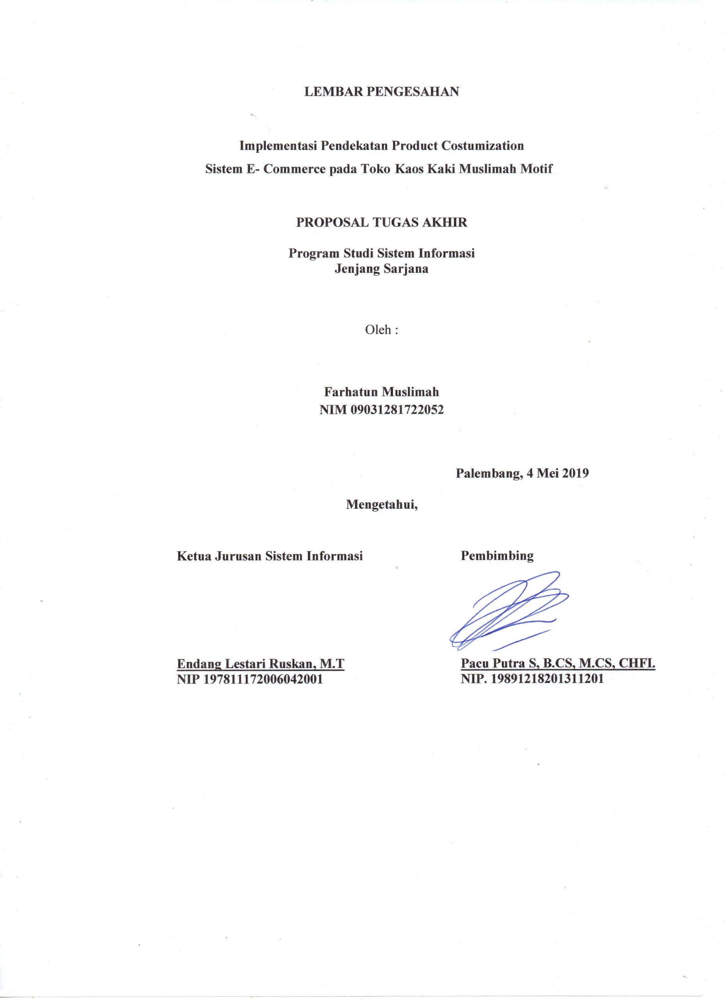 LEMBAR PENGESAHAN
Implementasi Pendekatan Product Costumization
Sistem E- Commerce pada Toko Kaos Kaki Muslimah Motif
PROPOSAL TUGAS AKHIR
Program Studi Sistem Informasi
Jenjang Sarjana
Oleh :
Farhatun Muslimah
NIM 09031281722052
Palembang, 4 Mei 2019
Mengetahui,
Ketua Jurusan Sistem Informasi
Pembimbing
Endang Lestari Ruskan, M.T
Pacu Putra S, B.CS, M.CS, CHFI.
NIP 197811172006042001
NIP. 19891218201311201